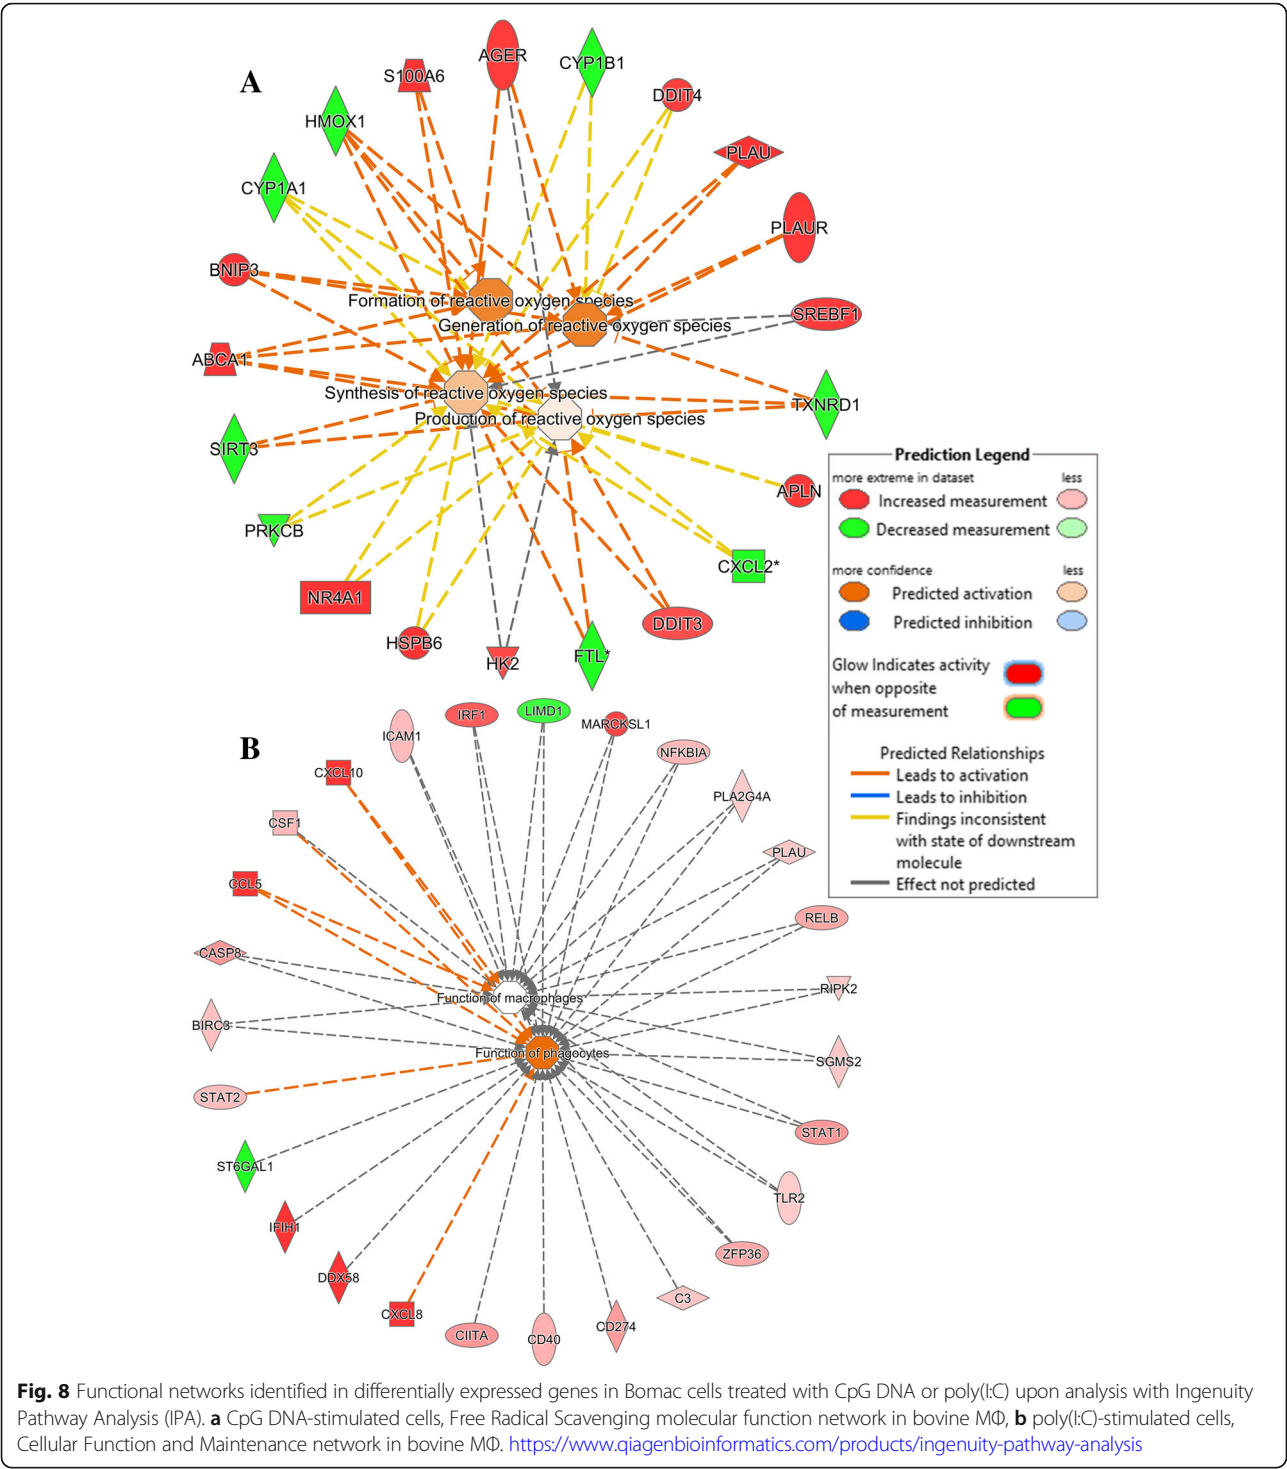 A
AGER
CYP1B1
S100A6
DDIT4
HMOX1
PLAU
CYP1A1
PLAUR
BNIP3
Formation of reactive oxygen species
SREBF1
Generation of reactive oxygen species
ABCA1
Synthesis of reactive oxygen species
TXNRD1
Production of reactive oxygen species
SIRT3
APLN
PRKCB
CXCL2*
NR4A1
DDIT3
HSPB6
HK2
FTL*
Prediction Legend
more extreme in dataset less
Increased measurement
Decreased measurement
more confidence less
Predicted activation
Predicted inhibition
Glow Indicates activity
when opposite
of measurement
Predicted Relationships
Leads to activation
Leads to inhibition
Findings inconsistent
with state of downstream
molecule
Effect not predicted
B
IRF1
LIMD1
MARCKSL1
ICAM1
NFKBIA
CXCL10
PLA2G4A
CSF1
PLAU
CCL5
RELB
CASP8
RIPK2
Function of macrophages
BIRC3
Function of phagocytes
SGMS2
STAT2
STAT1
ST6GAL1
TLR2
IFIH1
ZFP36
DDX58
C3
CXCL8
CD274
CIITA
CD40
Fig. 8 Functional networks identified in differentially expressed genes in Bomac cells treated with CpG DNA or poly(I:C) upon analysis with Ingenuity
Pathway Analysis (IPA). a CpG DNA-stimulated cells, Free Radical Scavenging molecular function network in bovine MΦ, b poly(I:C)-stimulated cells,
Cellular Function and Maintenance network in bovine MΦ. https://www.qiagenbioinformatics.com/products/ingenuity-pathway-analysis